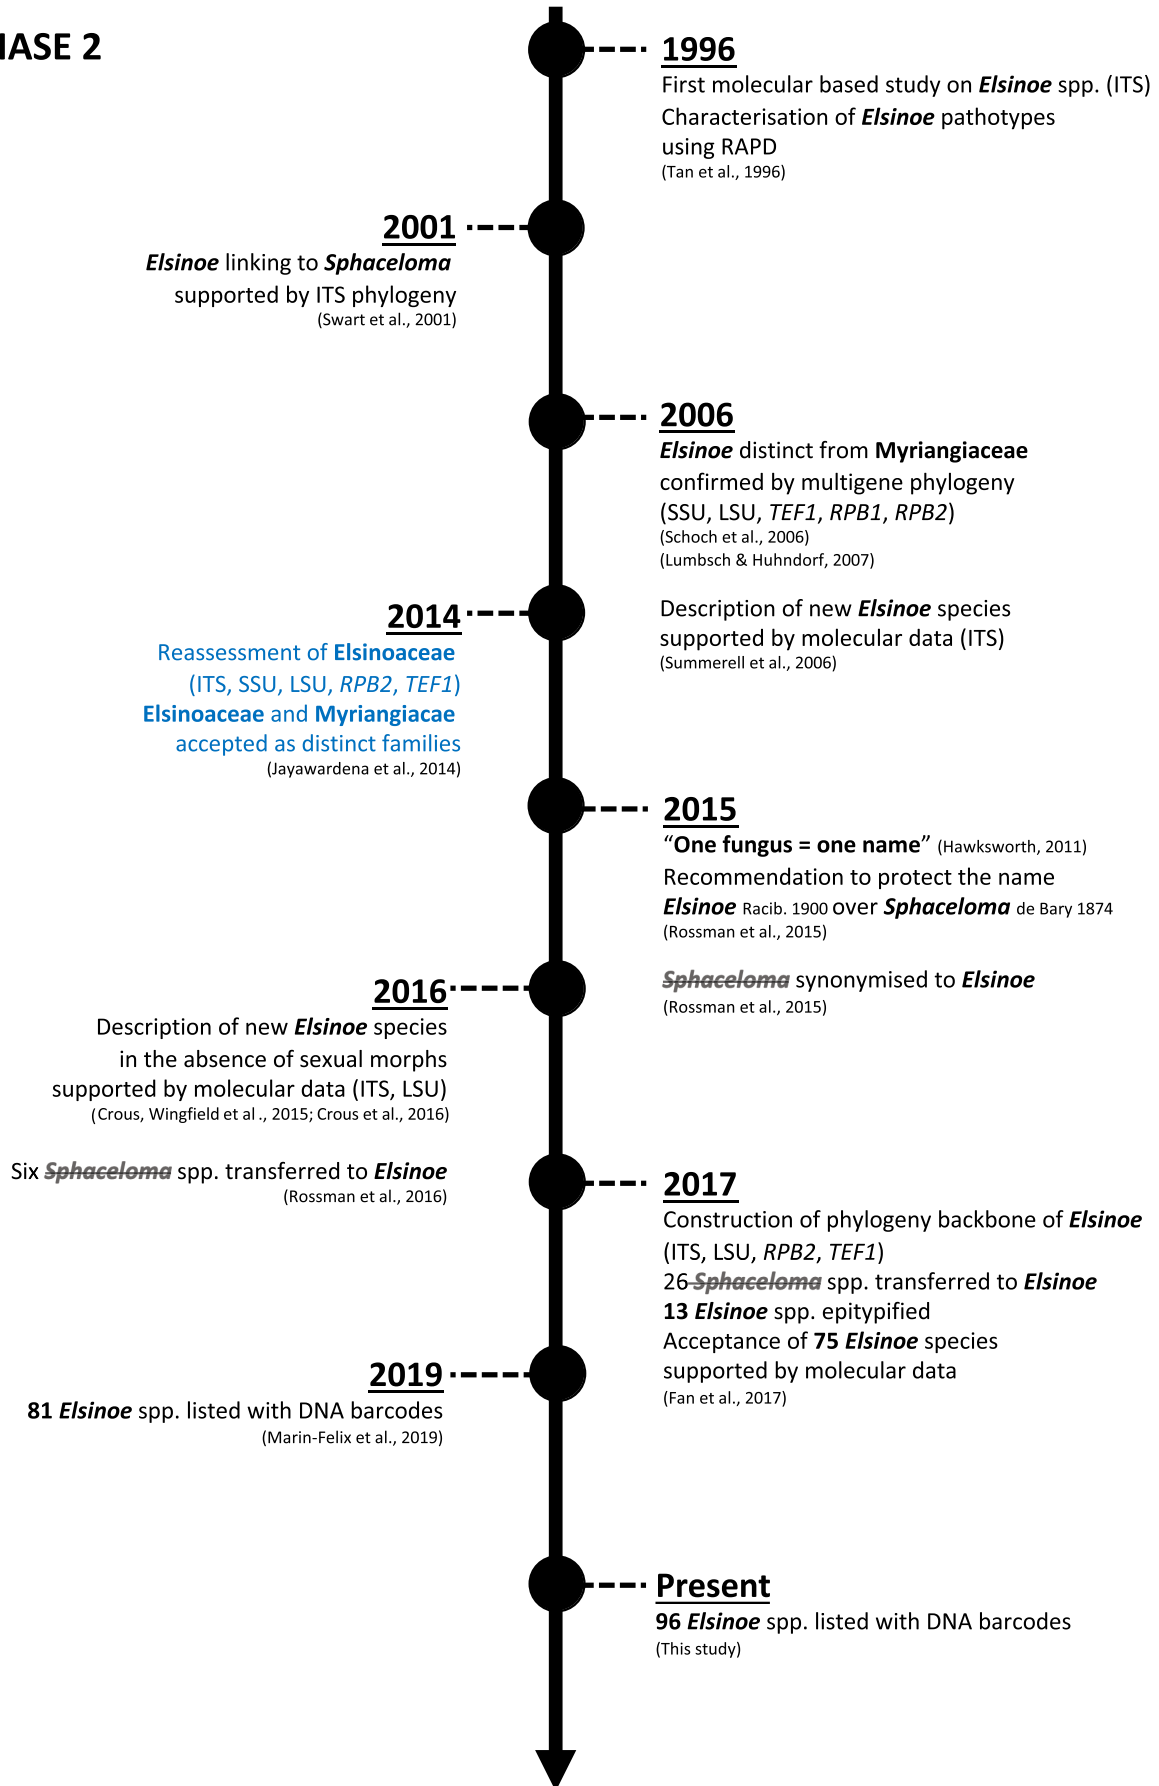 HASE 2
1996
First molecular based study on Elsinoe spp. (ITS)
Characterisation of Elsinoe pathotypes
using RAPD
(Tan et al., 1996)
2001
Elsinoe linking to Sphaceloma
supported by ITS phylogeny
(Swart et al., 2001)
2006
Elsinoe distinct from Myriangiaceae
confirmed by multigene phylogeny
(SSU, LSU, TEF1, RPB1, RPB2)
(Schoch et al., 2006)
(Lumbsch & Huhndorf, 2007)
Description of new Elsinoe species
supported by molecular data (ITS)
(Summerell et al., 2006)
2014
Reassessment of Elsinoaceae
(ITS, SSU, LSU, RPB2, TEF1)
Elsinoaceae and Myriangiacae
accepted as distinct families
(Jayawardena et al., 2014)
2015
“One fungus = one name” (Hawksworth, 2011)
Recommendation to protect the name
Elsinoe Racib. 1900 over Sphaceloma de Bary 1874
(Rossman et al., 2015)
Sphaceloma synonymised to Elsinoe
(Rossman et al., 2015)
2016
Description of new Elsinoe species
in the absence of sexual morphs
supported by molecular data (ITS, LSU)
(Crous, Wingfield et al., 2015; Crous et al., 2016)
Six Sphaceloma spp. transferred to Elsinoe
(Rossman et al., 2016)
2017
Construction of phylogeny backbone of Elsinoe
(ITS, LSU, RPB2, TEF1)
26 Sphaceloma spp. transferred to Elsinoe
13 Elsinoe spp. epitypified
Acceptance of 75 Elsinoe species
supported by molecular data
(Fan et al., 2017)
2019
81 Elsinoe spp. listed with DNA barcodes
(Marin-Felix et al., 2019)
Present
96 Elsinoe spp. listed with DNA barcodes
(This study)